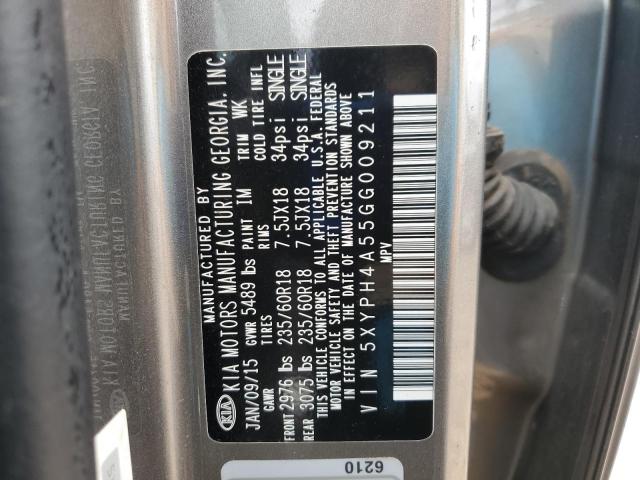 KIA
MANUFACTURED BY
KIA MOTORS MANUFACTURING GEORGIA, INC.
JAN/09/15 GVWR 5489 lbs PAINT IM TRIM WK
GAWR TIRES RIMS COLD TIRE INFL
FRONT 2976 lbs 235/60R18 7.5JX18 34psi SINGLE
REAR 3075 lbs 235/60R18 7.5JX18 34psi SINGLE
THIS VEHICLE CONFORMS TO ALL APPLICABLE U.S.A. FEDERAL
MOTOR VEHICLE SAFETY AND THEFT PREVENTION STANDARDS
IN EFFECT ON THE DATE OF MANUFACTURE SHOWN ABOVE
VIN 5XYPH4A55GG009211
MPV
6210